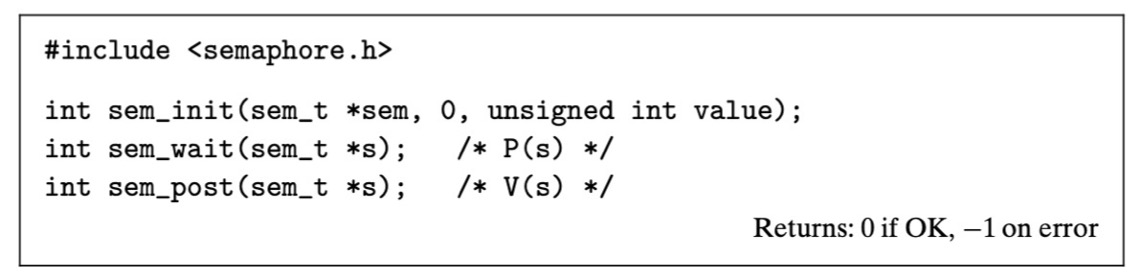 #include <semaphore.h>
int sem_init(sem_t *sem, 0, unsigned int value);
int sem_wait(sem_t *s);   /* P(s) */
int sem_post(sem_t *s);   /* V(s) */
Returns: 0 if OK, −1 on error